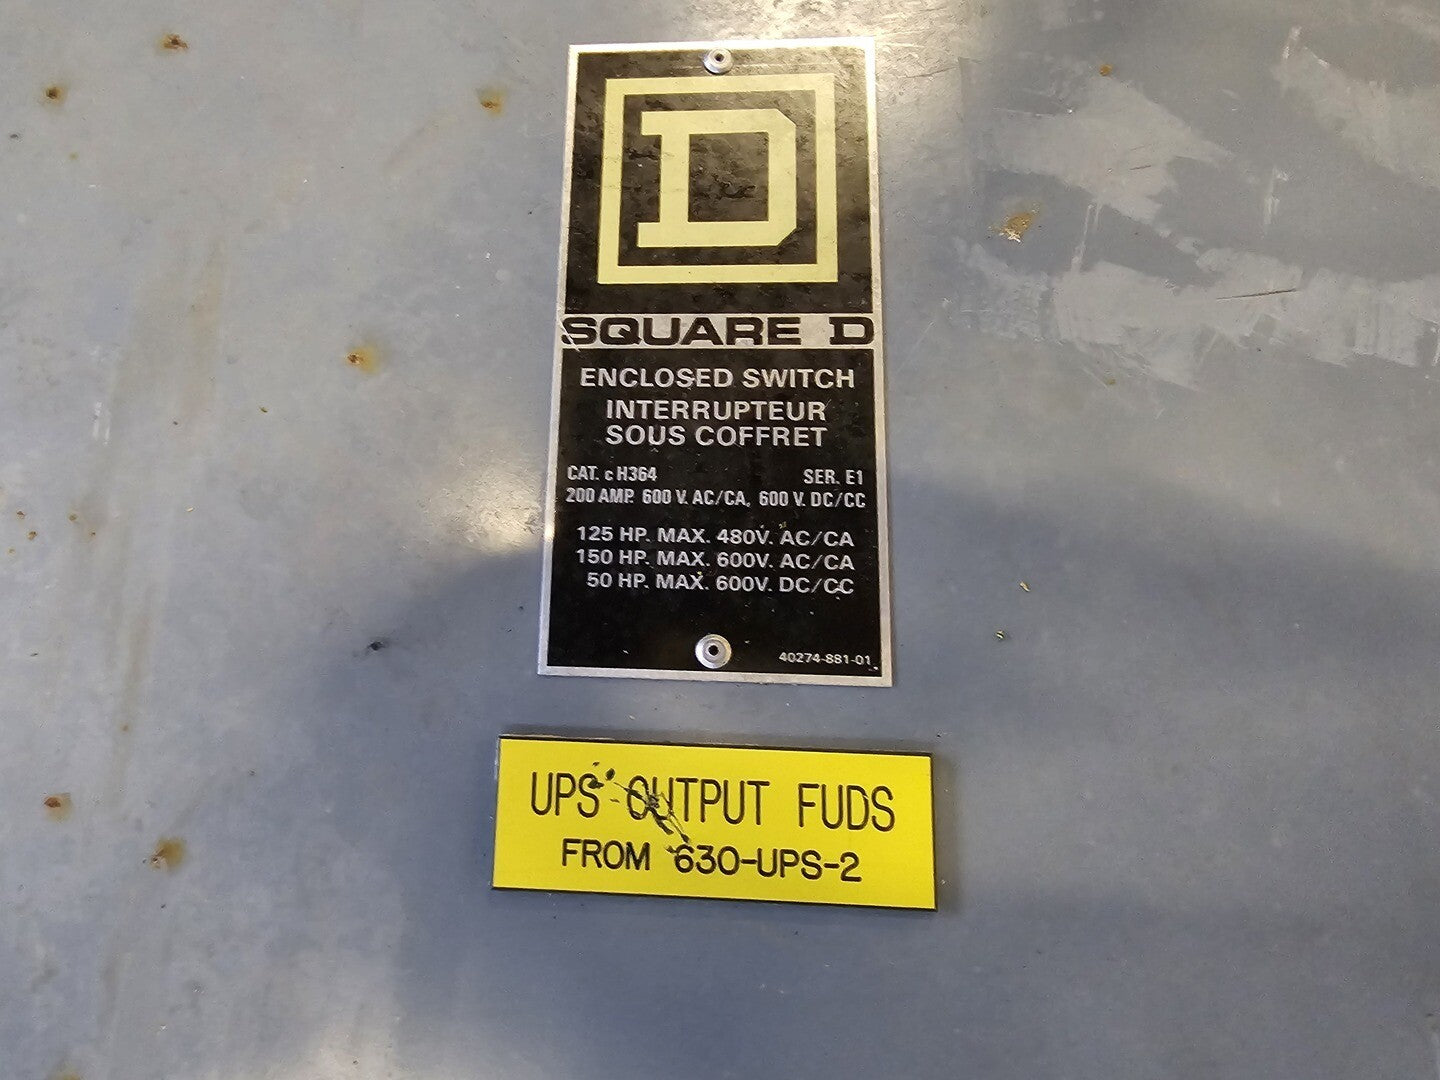 D
SQUARE D
ENCLOSED SWITCH
INTERRUPTEUR
SOUS COFFRET
CAT. c H364 SER. E1
200 AMP. 600 V. AC/CA, 600 V. DC/CC
125 HP. MAX. 480V. AC/CA
150 HP. MAX. 600V. AC/CA
50 HP. MAX. 600V. DC/CC
40274-881-01
UPS OUTPUT FUDS
FROM 630-UPS-2